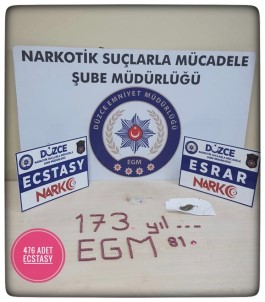 NARKOTİK SUÇLARLA MÜCADELE
ŞUBE MÜDÜRLÜĞÜ
DÜZCE EMNİYET MÜDÜRLÜĞÜ
EGM
DÜZCE
ECSTASY
NARKO
DÜZCE
ESRAR
NARKO
173. yıl ...
EGM 81.
476 ADET
ECSTASY